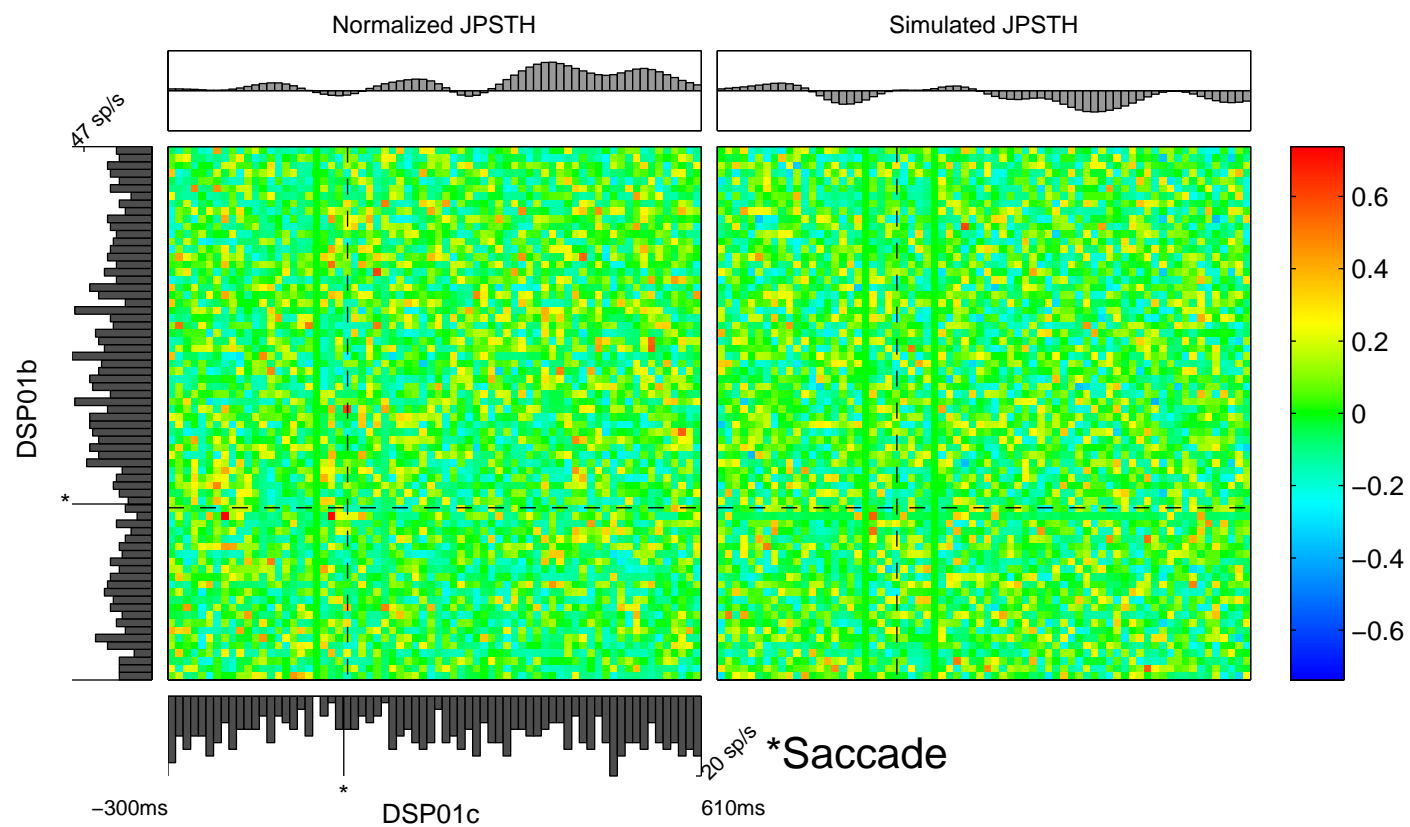 Normalized JPSTH
Simulated JPSTH
47 sp/s
DSP01b
*
0.6
0.4
0.2
0
−0.2
−0.4
−0.6
20 sp/s
*Saccade
*
−300ms
DSP01c
610ms